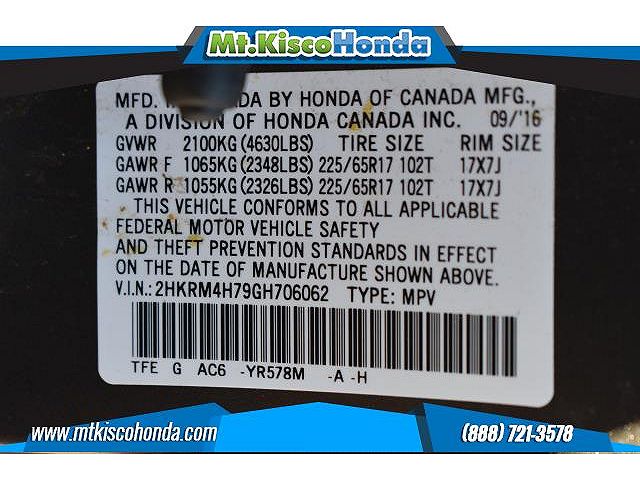 Mt.KiscoHonda
MFD. BY HONDA OF CANADA MFG.,
A DIVISION OF HONDA CANADA INC. 09/'16
GVWR 2100KG(4630LBS) TIRE SIZE RIM SIZE
GAWR F 1065KG(2348LBS) 225/65R17 102T 17X7J
GAWR R 1055KG(2326LBS) 225/65R17 102T 17X7J
THIS VEHICLE CONFORMS TO ALL APPLICABLE
FEDERAL MOTOR VEHICLE SAFETY
AND THEFT PREVENTION STANDARDS IN EFFECT
ON THE DATE OF MANUFACTURE SHOWN ABOVE.
V.I.N.:2HKRM4H79GH706062 TYPE: MPV
TFE G AC6 -YR578M -A -H
www.mtkiscohonda.com (888) 721-3578